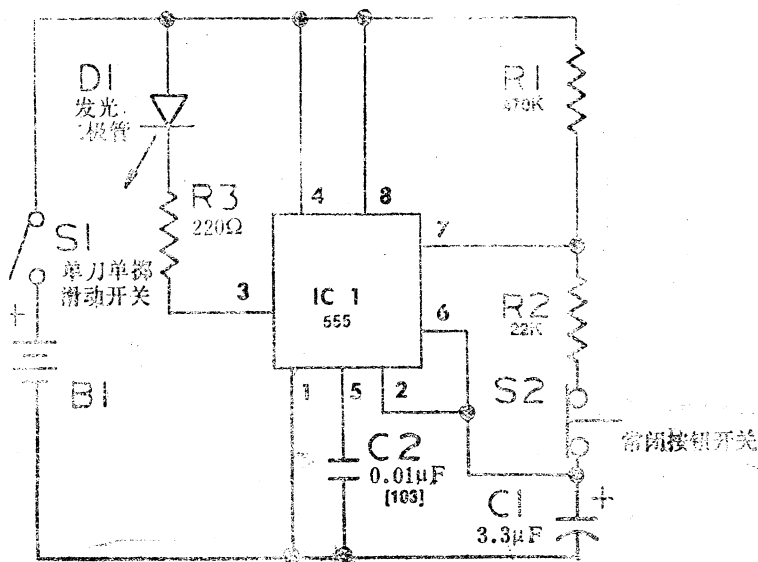 D1
发光
二极管
R1
470K
R3
220Ω
4
8
7
S1
单刀单掷
滑动开关
+
3
IC 1
555
6
R2
22K
B1
1
5
2
S2
常闭按钮开关
C2
0.01μF
[103]
C1
+
3.3μF